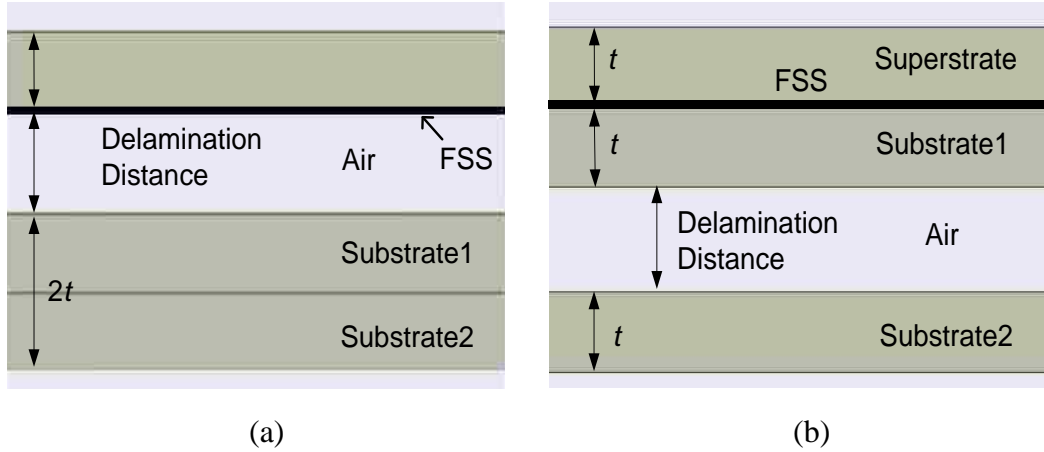 Delamination
Distance
Air
FSS
Substrate1
2t
Substrate2
(a)
t
Superstrate
FSS
t
Substrate1
Delamination
Distance
Air
t
Substrate2
(b)